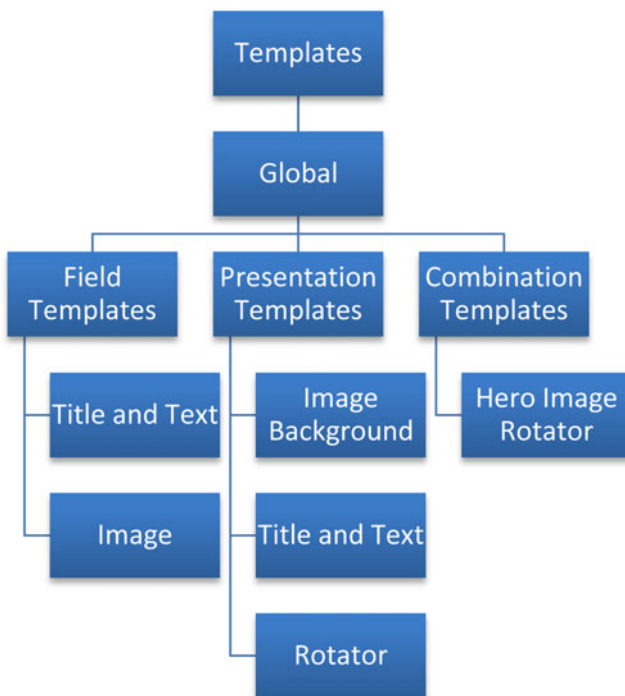 Templates
Global
Field
Templates
Title and Text
Image
Presentation
Templates
Image
Background
Title and Text
Rotator
Combination
Templates
Hero Image
Rotator